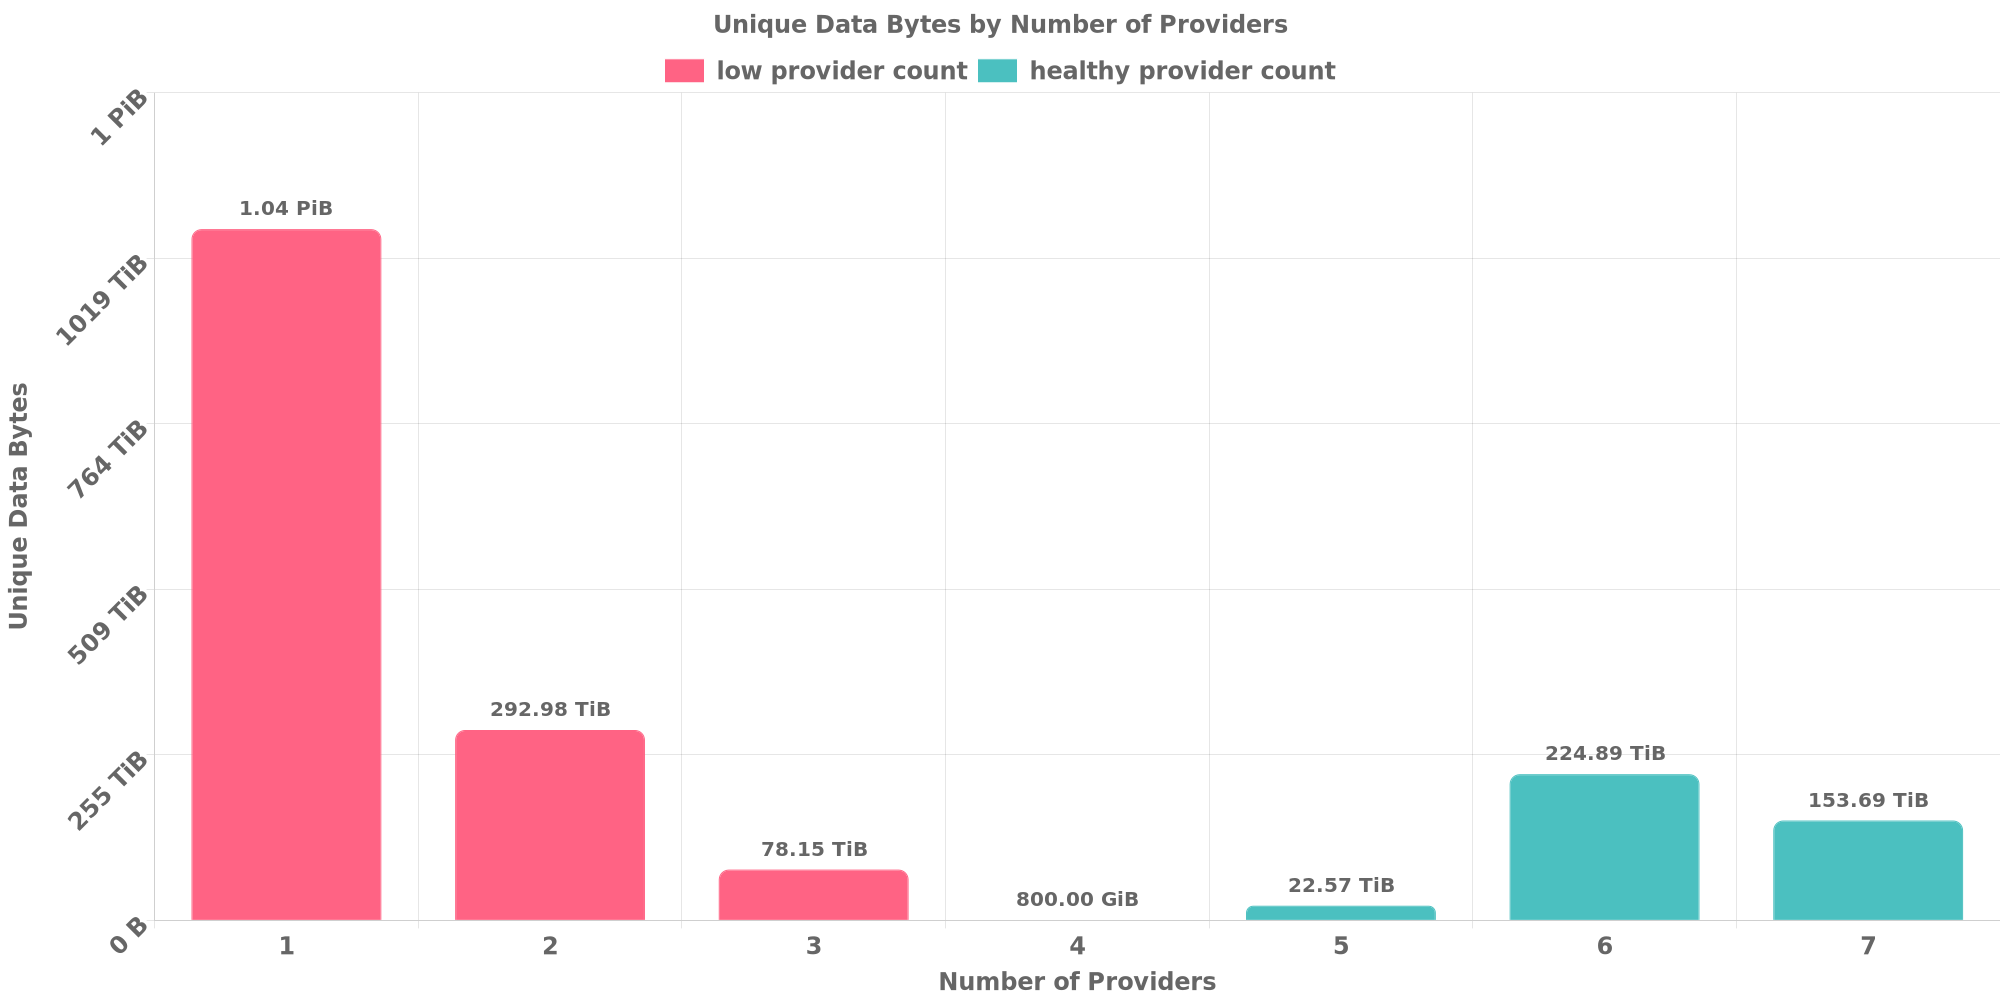 Unique Data Bytes by Number of Providers
low provider count healthy provider count
1 PiB
1019 TiB
764 TiB
509 TiB
255 TiB
0 B
Unique Data Bytes
1.04 PiB
292.98 TiB
78.15 TiB
800.00 GiB
22.57 TiB
224.89 TiB
153.69 TiB
1 2 3 4 5 6 7
Number of Providers